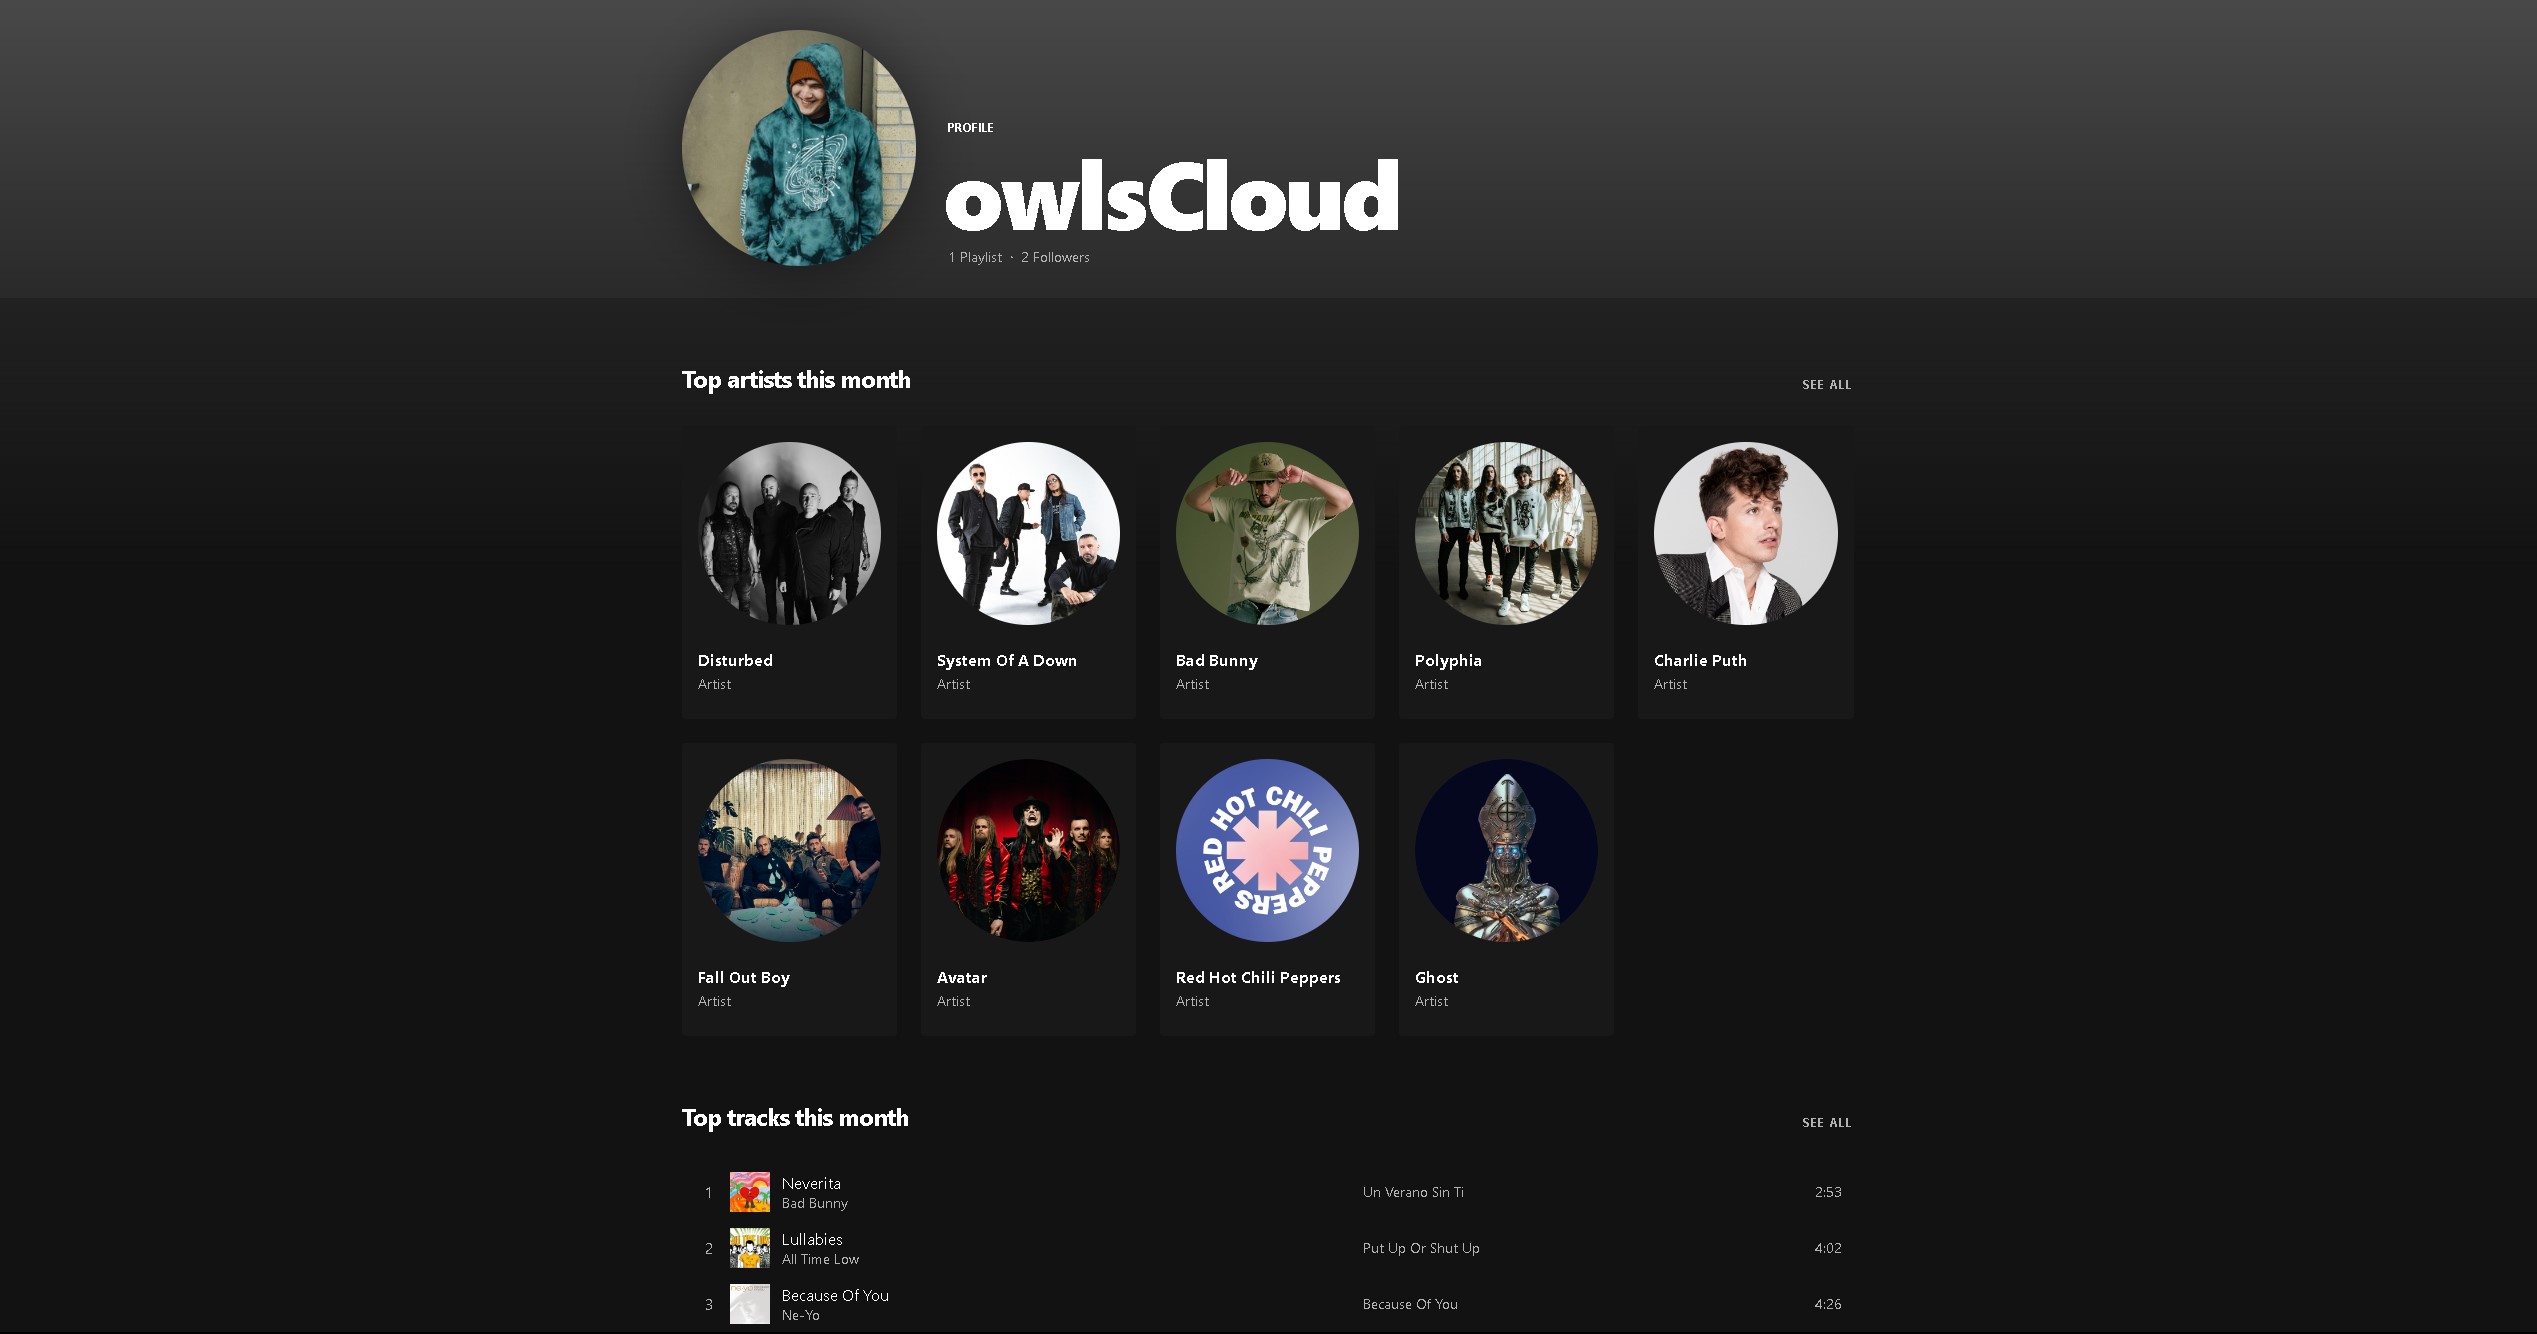 PROFILE
owlsCloud
1 Playlist · 2 Followers
Top artists this month
SEE ALL
Disturbed
Artist
System Of A Down
Artist
Bad Bunny
Artist
Polyphia
Artist
Charlie Puth
Artist
Fall Out Boy
Artist
Avatar
Artist
RED HOT CHILI PEPPERS
Red Hot Chili Peppers
Artist
Ghost
Artist
Top tracks this month
SEE ALL
1 Neverita Un Verano Sin Ti 2:53
Bad Bunny
2 Lullabies Put Up Or Shut Up 4:02
All Time Low
3 Because Of You Because Of You 4:26
Ne-Yo